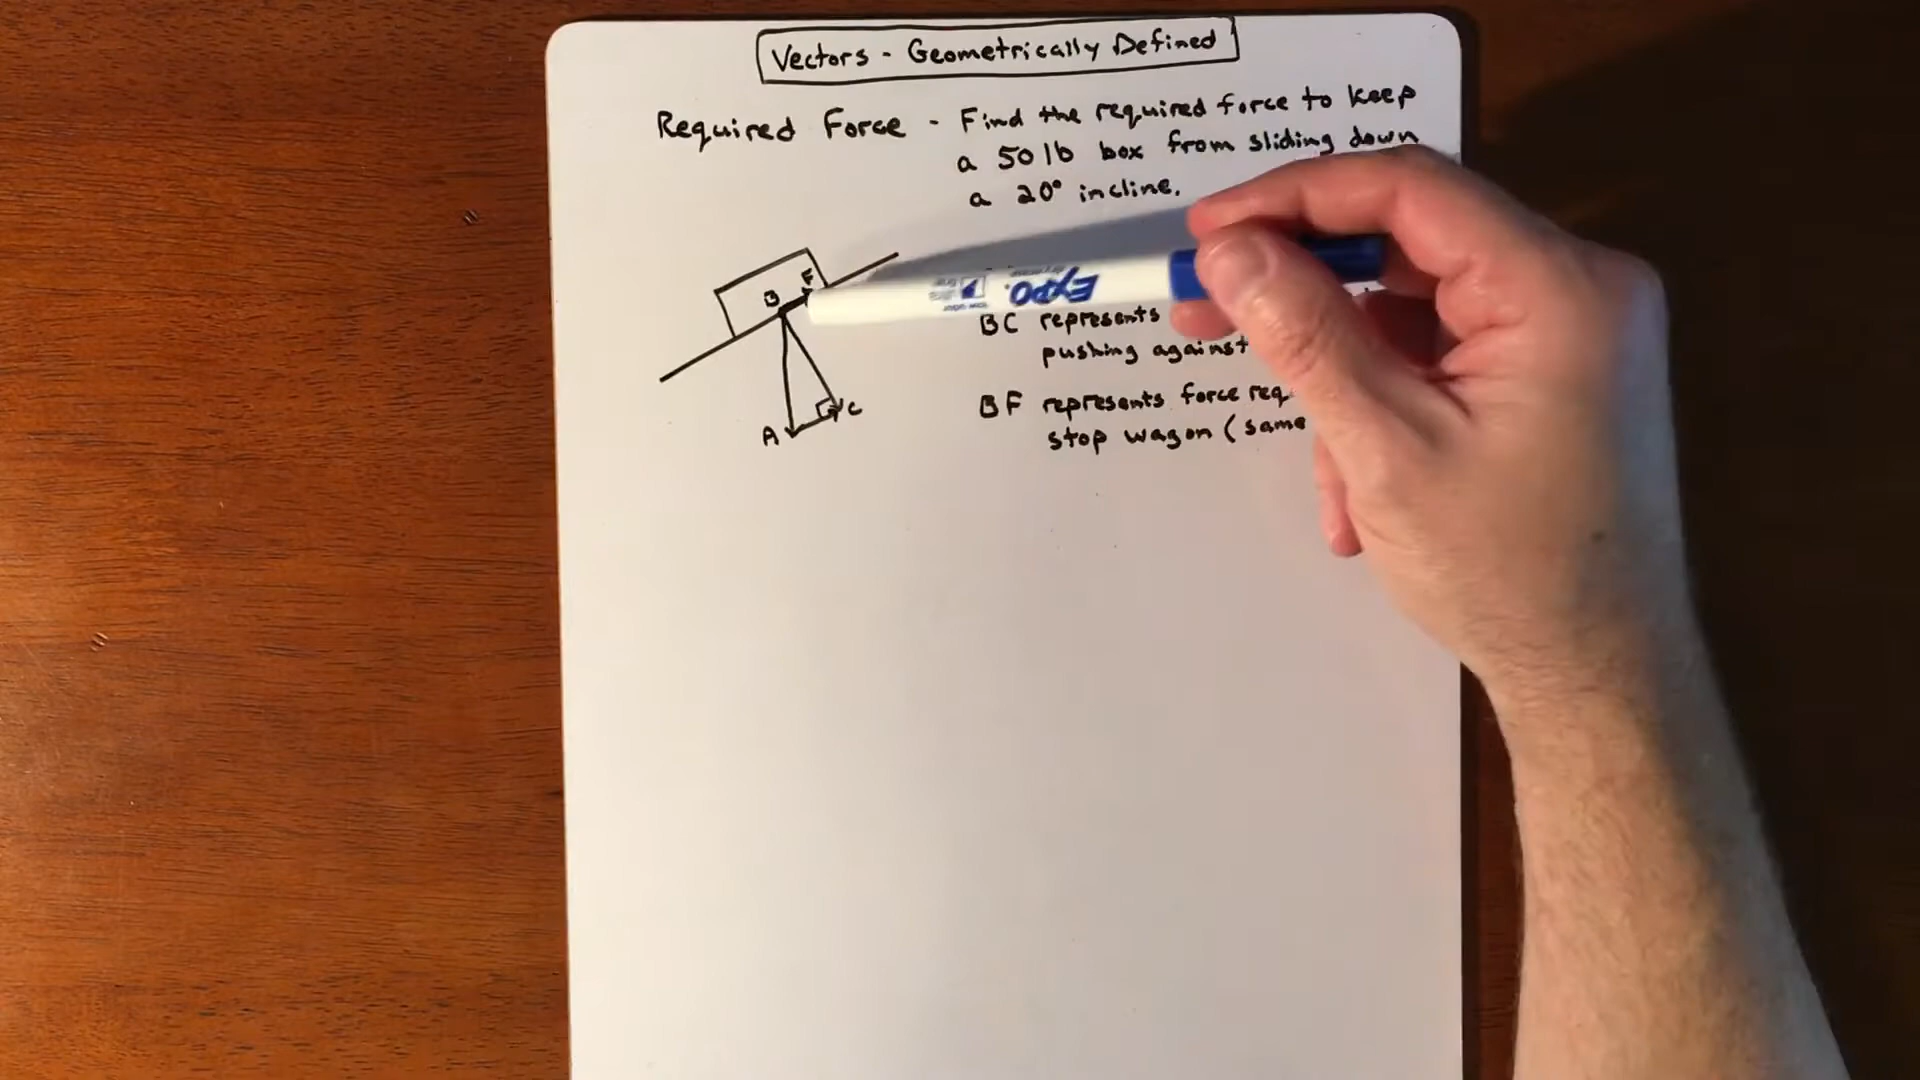 Vectors - Geometrically Defined
Required Force - Find the required force to keep
a 50 lb box from sliding down
a 20° incline.
B F
EXPO
BC represents
pushing against
A C
BF represents force req
stop wagon (same